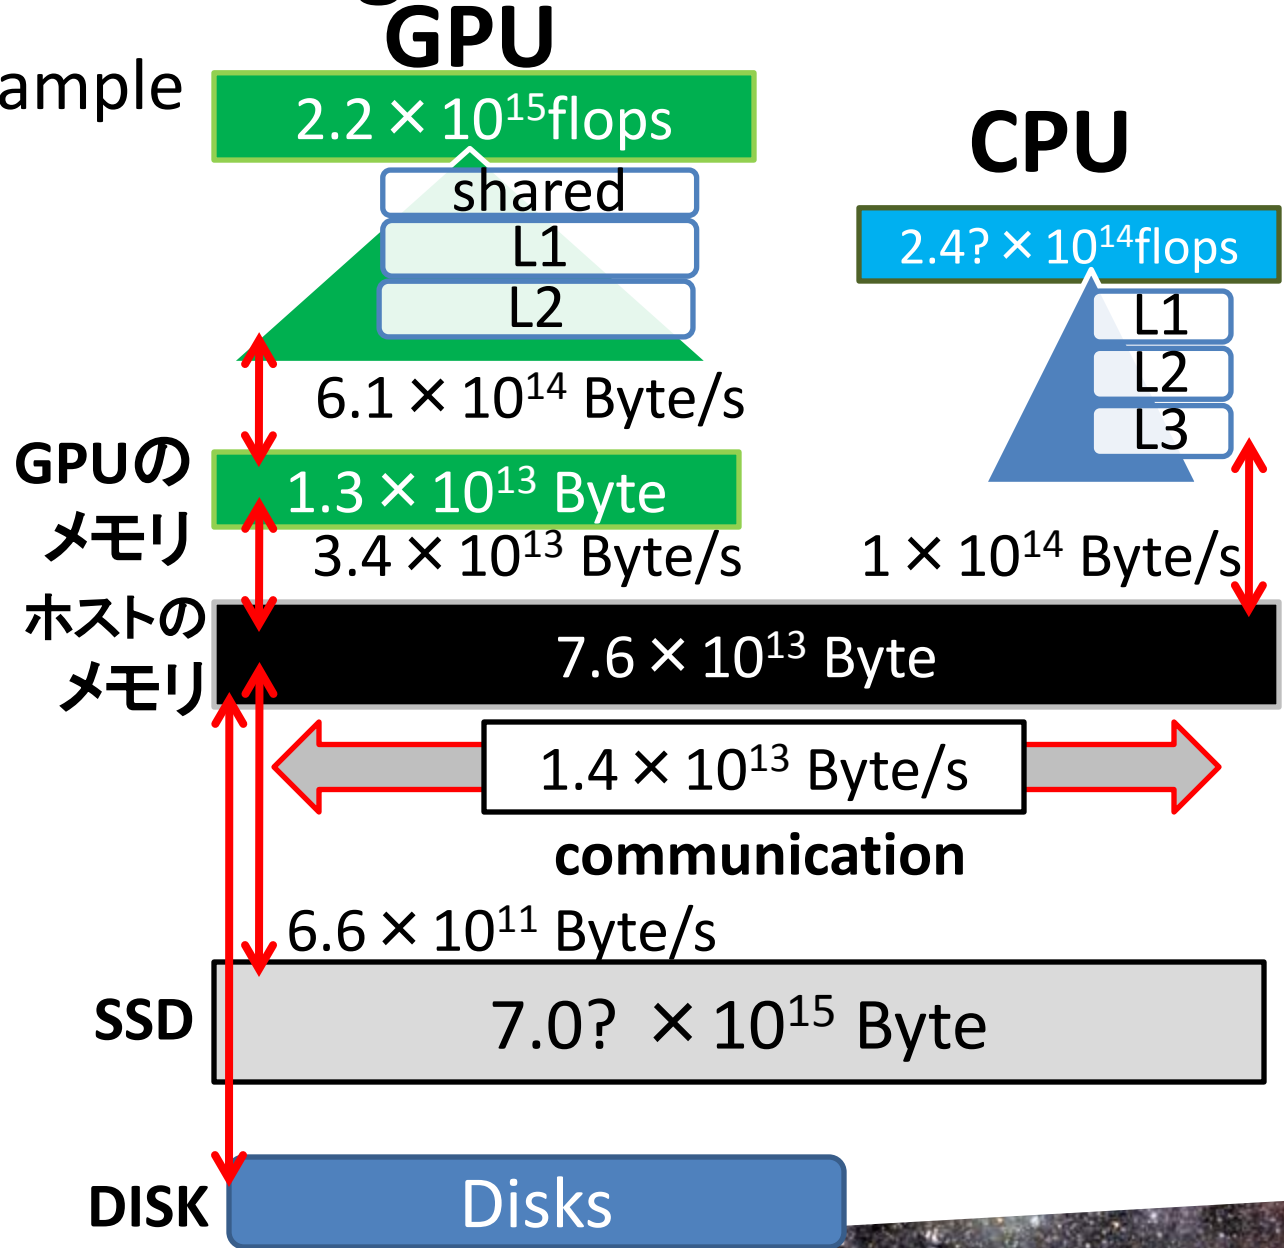 GPU
ample
2.2 × 10¹⁵flops
CPU
shared
L1
L2
2.4? × 10¹⁴flops
L1
L2
L3
6.1 × 10¹⁴ Byte/s
GPUの
メモリ
1.3 × 10¹³ Byte
3.4 × 10¹³ Byte/s
1 × 10¹⁴ Byte/s
ホストの
メモリ
7.6 × 10¹³ Byte
1.4 × 10¹³ Byte/s
communication
6.6 × 10¹¹ Byte/s
SSD
7.0? × 10¹⁵ Byte
DISK
Disks